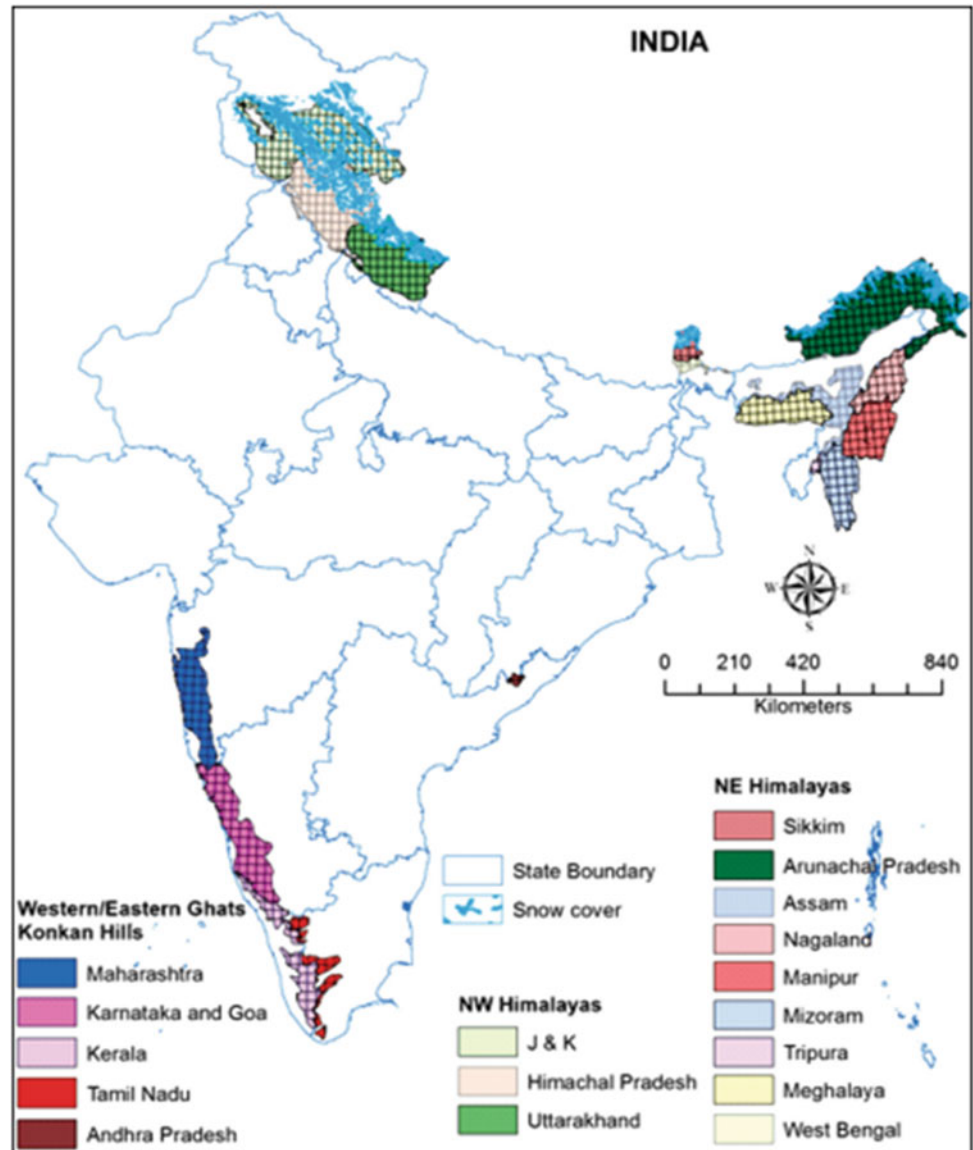 INDIA
N
W E
S
0 210 420 840
Kilometers
Western/Eastern Ghats
Konkan Hills
Maharashtra
Karnataka and Goa
Kerala
Tamil Nadu
Andhra Pradesh
State Boundary
Snow cover
NW Himalayas
J & K
Himachal Pradesh
Uttarakhand
NE Himalayas
Sikkim
Arunachal Pradesh
Assam
Nagaland
Manipur
Mizoram
Tripura
Meghalaya
West Bengal